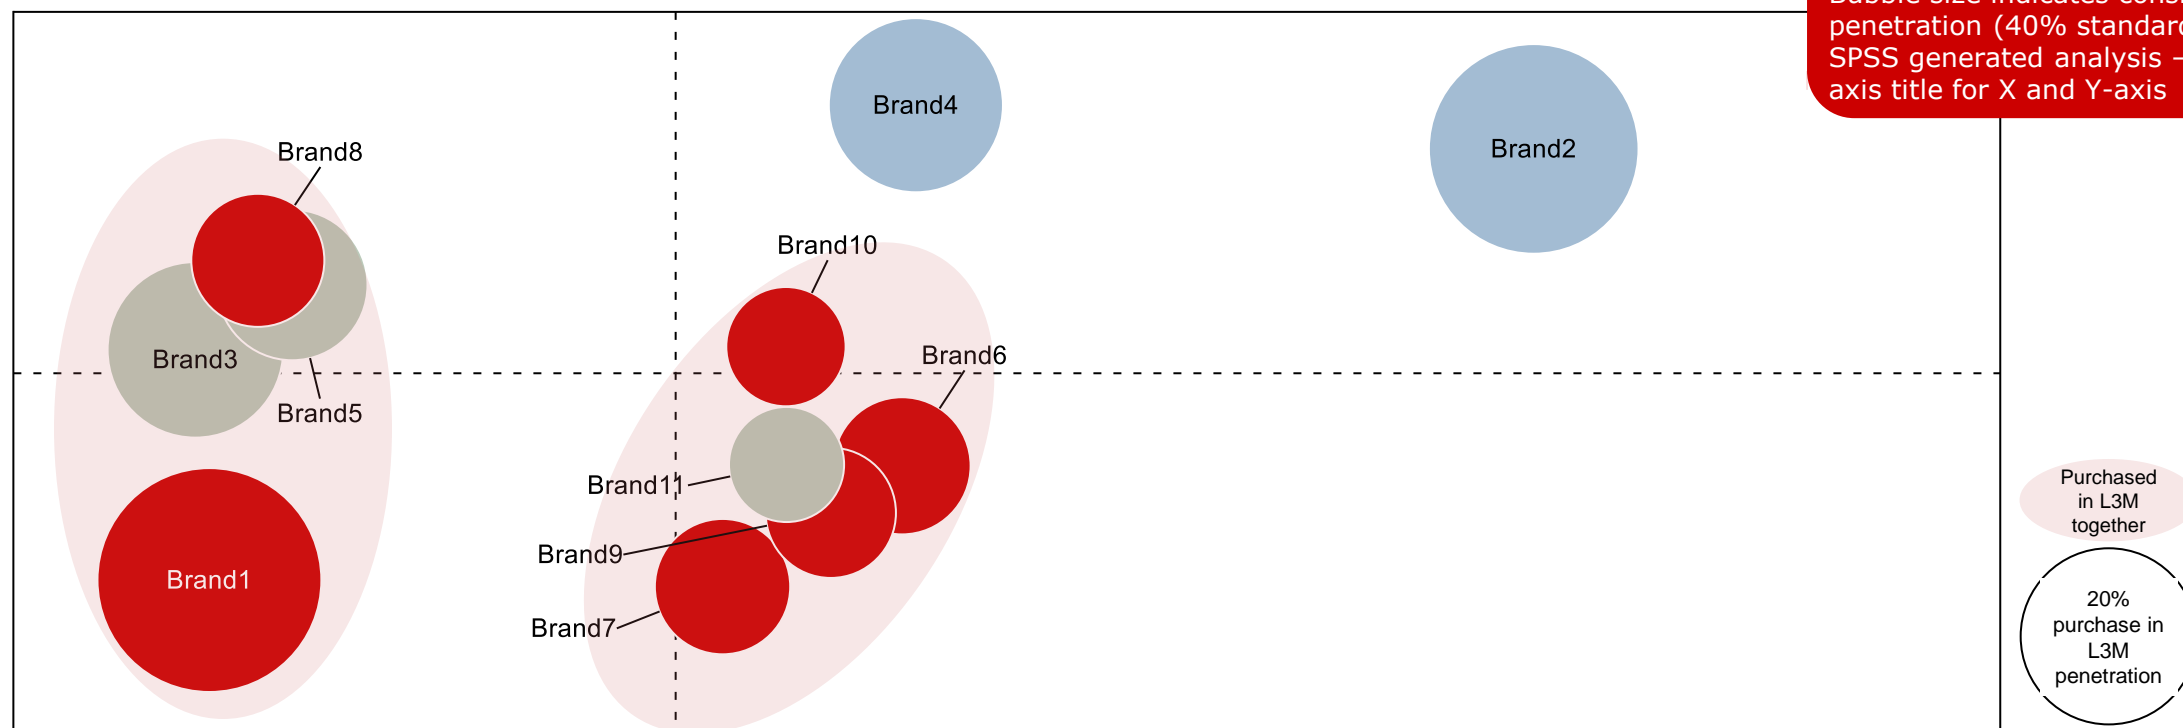 penetration (40% standard
SPSS generated analysis –
axis title for X and Y-axis
Brand4
Brand2
Brand8
Brand10
Brand3
Brand6
Brand5
Brand11
Brand9
Brand1
Brand7
Purchased
in L3M
together
20%
purchase in
L3M
penetration